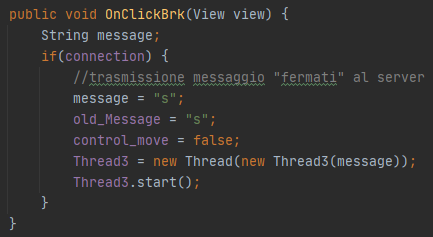 public void OnClickBrk(View view) {
String message;
if(connection) {
//trasmissione messaggio "fermati" al server
message = "s";
old_Message = "s";
control_move = false;
Thread3 = new Thread(new Thread3(message));
Thread3.start();
}
}